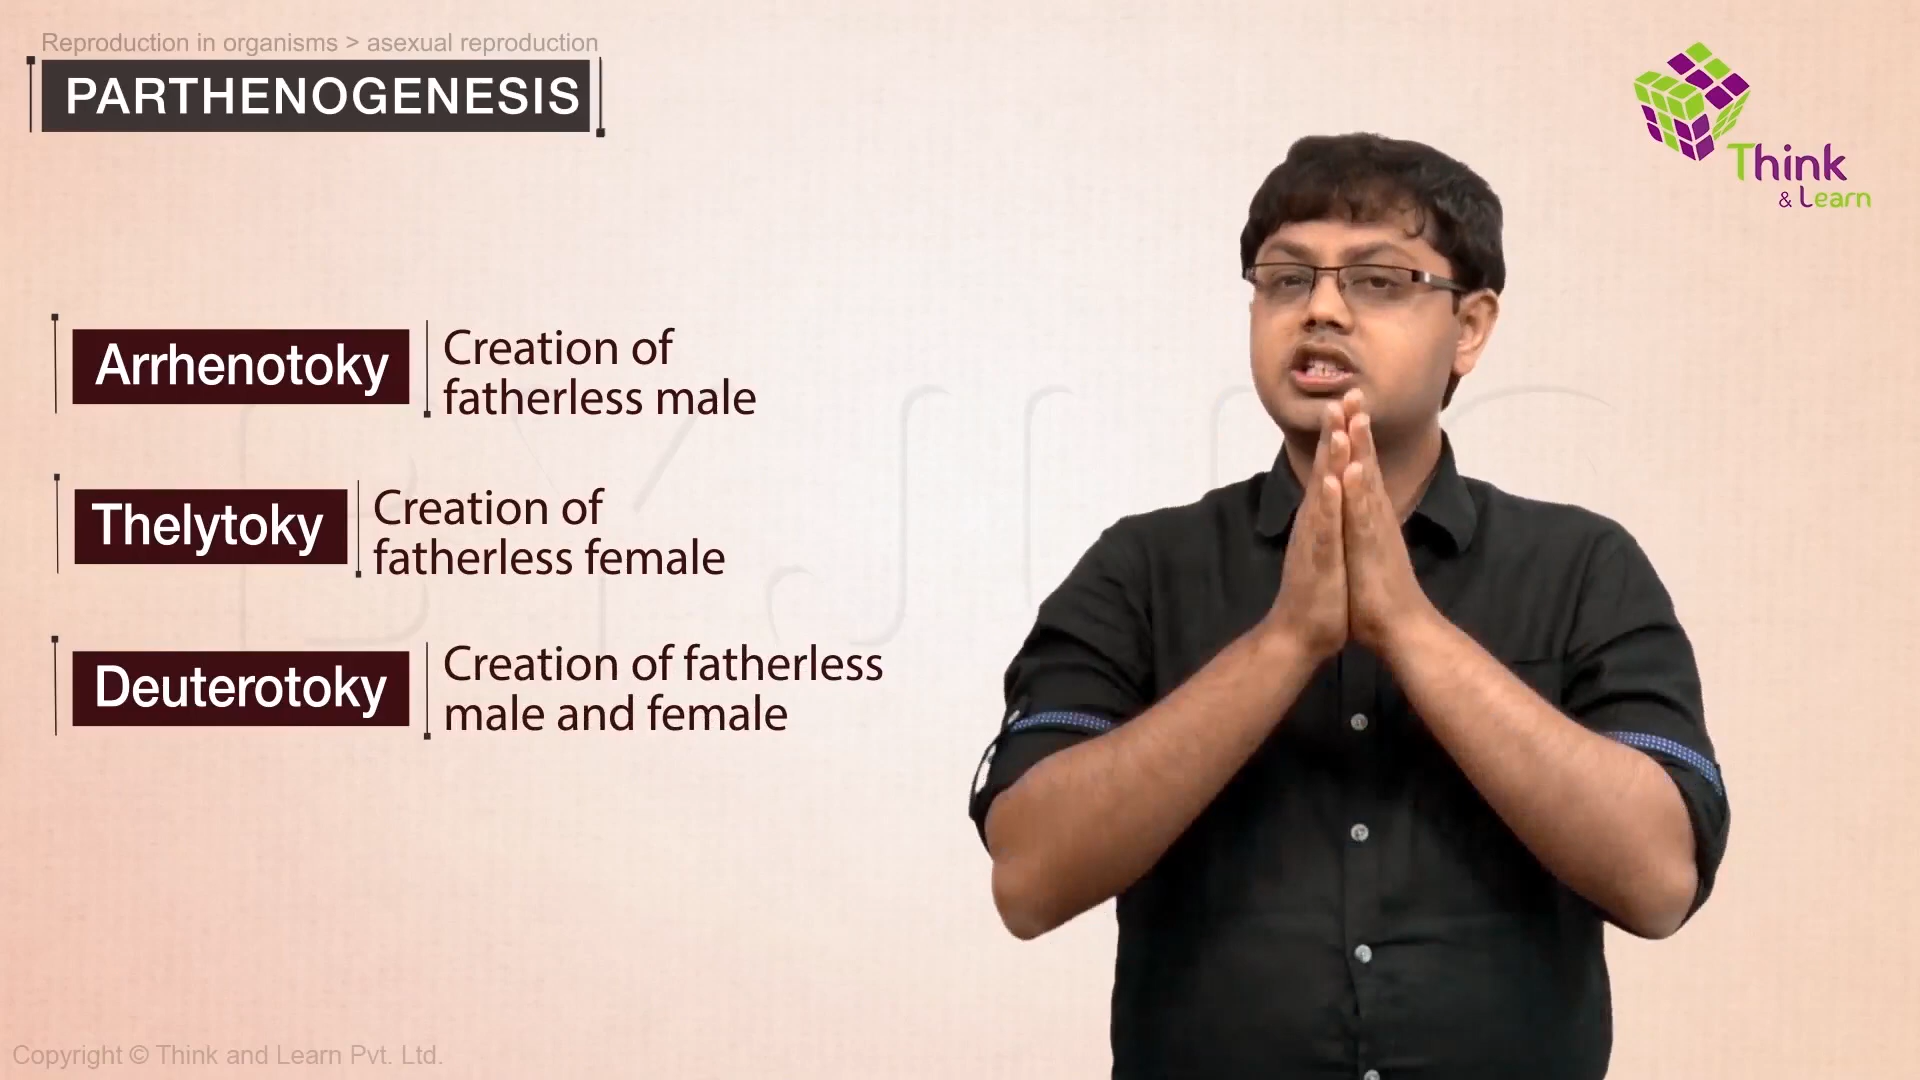 Reproduction in organisms > asexual reproduction
PARTHENOGENESIS
Think
& Learn
Arrhenotoky
Creation of
fatherless male
Thelytoky
Creation of
fatherless female
Deuterotoky
Creation of fatherless
male and female
BYJU'S
Copyright © Think and Learn Pvt. Ltd.